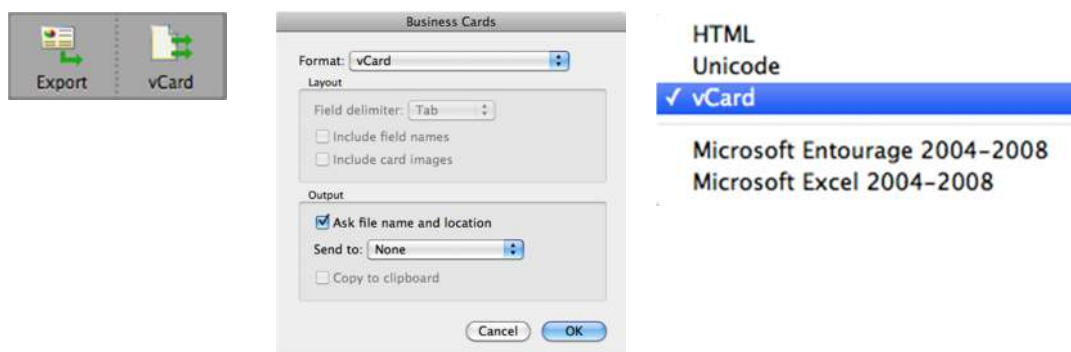 Export vCard
Business Cards
Format: vCard
Layout
Field delimiter: Tab
Include field names
Include card images
Output
Ask file name and location
Send to: None
Copy to clipboard
Cancel OK
HTML
Unicode
✓ vCard
Microsoft Entourage 2004–2008
Microsoft Excel 2004–2008